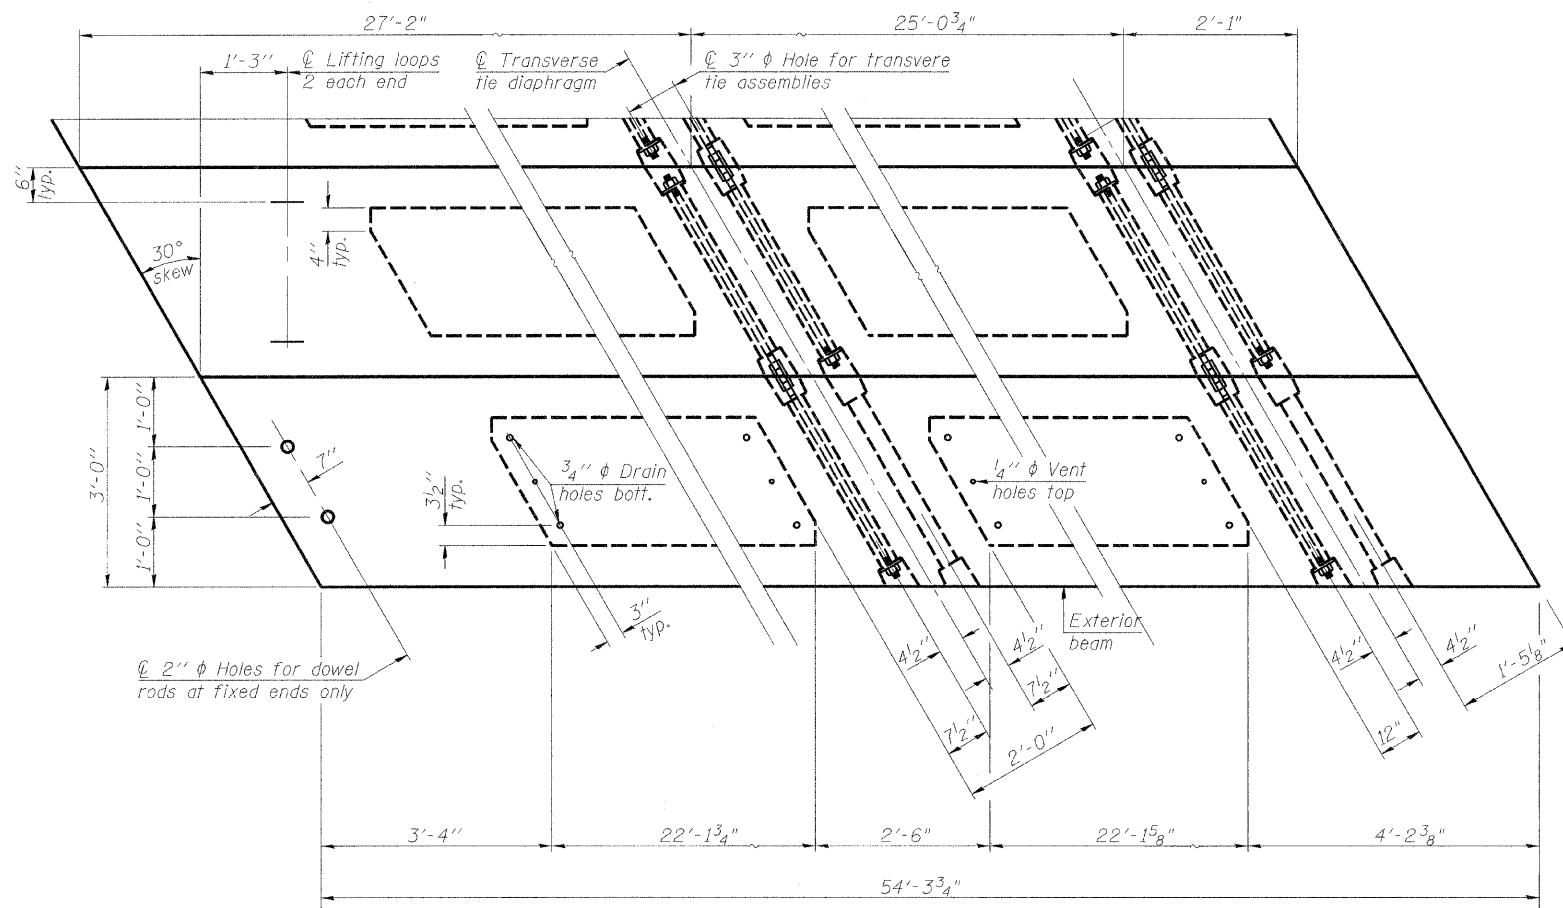 27'-2"
25'-0¾"
2'-1"
1'-3"
℄ Lifting loops
2 each end
℄ Transverse
tie diaphragm
℄ 3" ϕ Hole for transvere
tie assemblies
6"
typ.
30°
skew
4"
typ.
3'-0"
1'-0"
1'-0"
1'-0"
7"
3½"
typ.
¾" ϕ Drain
holes bott.
¼" ϕ Vent
holes top
3"
typ.
Exterior
beam
℄ 2" ϕ Holes for dowel
rods at fixed ends only
4½"
4½"
7½"
7½"
2'-0"
4½"
4½"
12"
1'-5⅛"
3'-4"
22'-1¾"
2'-6"
22'-1⅝"
4'-2⅜"
54'-3¾"